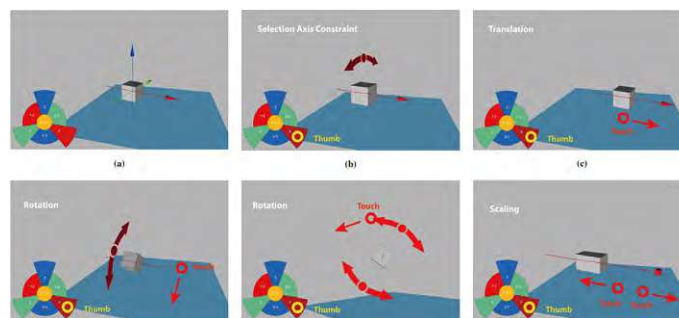 Selection Axis Constraint
Translation
Thumb
Touch
Thumb
(a)
(b)
(c)
Rotation
Rotation
Touch
Scaling
Touch
Thumb
Thumb
Touch
Touch
Thumb